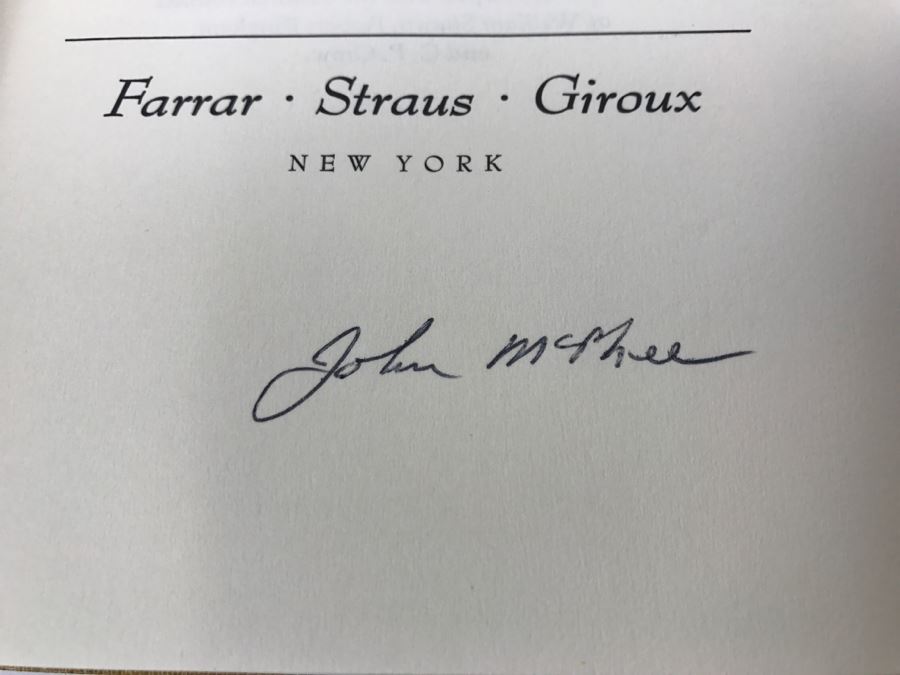 Farrar · Straus · Giroux
NEW YORK
John McPhee